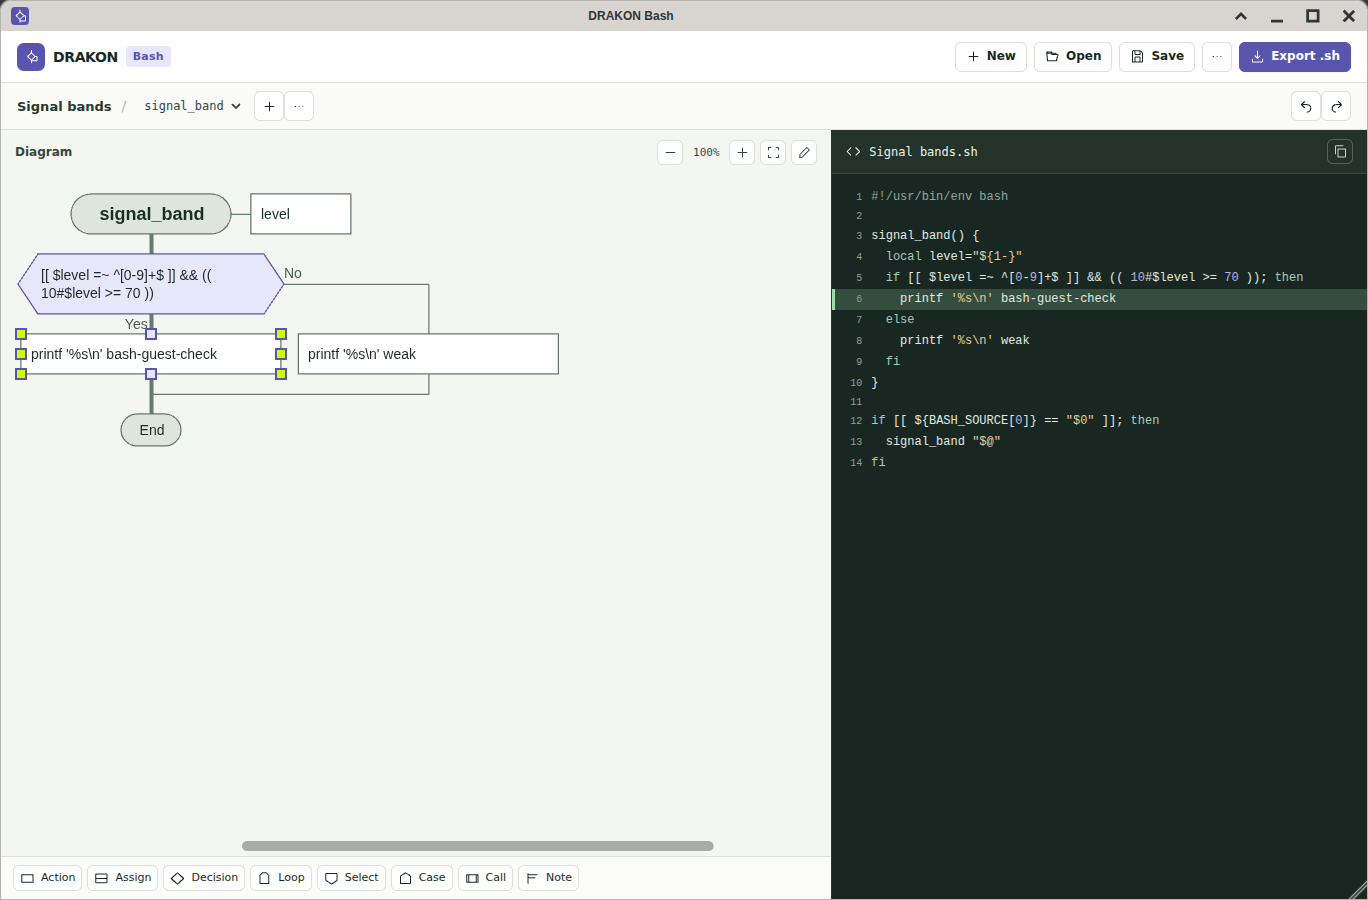 DRAKON Bash
DRAKON Bash
New
Open
Save
...
Export .sh
Signal bands / signal_band
...
Diagram
100%
signal_band
level
[[ $level =~ ^[0-9]+$ ]] && ((
10#$level >= 70 ))
No
Yes
printf '%s\n' bash-guest-check
printf '%s\n' weak
End
Action
Assign
Decision
Loop
Select
Case
Call
Note
<> Signal bands.sh
1 #!/usr/bin/env bash
2
3 signal_band() {
4 local level="${1-}"
5 if [[ $level =~ ^[0-9]+$ ]] && (( 10#$level >= 70 )); then
6 printf '%s\n' bash-guest-check
7 else
8 printf '%s\n' weak
9 fi
10 }
11
12 if [[ ${BASH_SOURCE[0]} == "$0" ]]; then
13 signal_band "$@"
14 fi